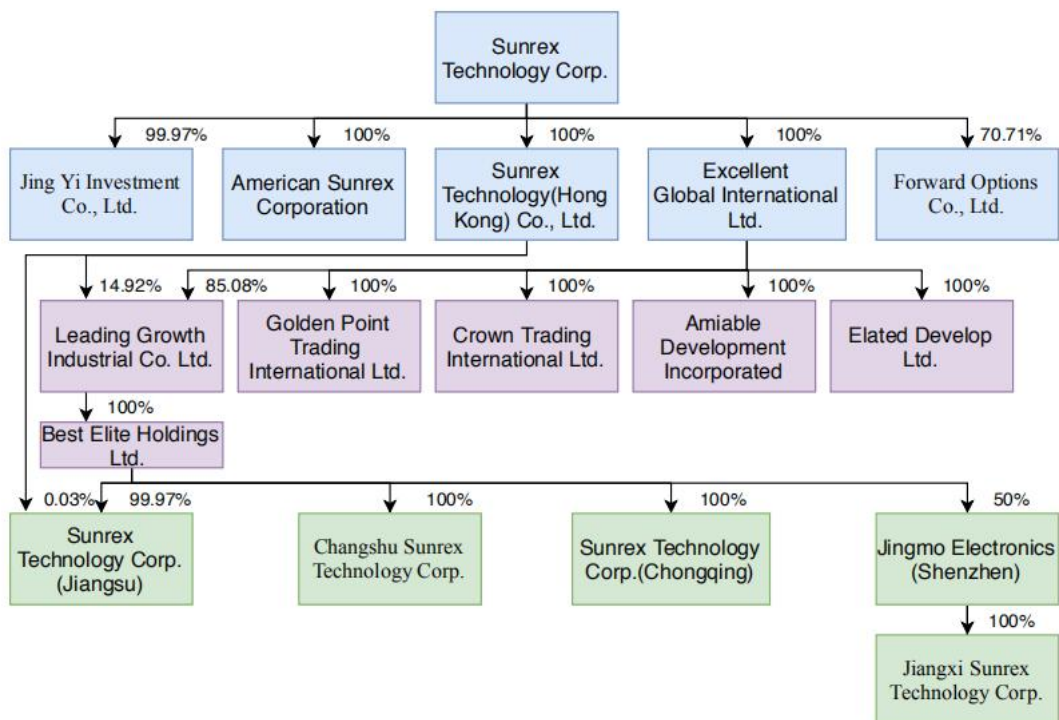 Sunrex
Technology Corp.
99.97%
100%
100%
100%
70.71%
Jing Yi Investment
Co., Ltd.
American Sunrex
Corporation
Sunrex
Technology(Hong
Kong) Co., Ltd.
Excellent
Global International
Ltd.
Forward Options
Co., Ltd.
14.92%
85.08%
100%
100%
100%
100%
Leading Growth
Industrial Co. Ltd.
Golden Point
Trading
International Ltd.
Crown Trading
International Ltd.
Amiable
Development
Incorporated
Elated Develop
Ltd.
100%
Best Elite Holdings
Ltd.
0.03%
99.97%
100%
100%
50%
Sunrex
Technology Corp.
(Jiangsu)
Changshu Sunrex
Technology Corp.
Sunrex Technology
Corp.(Chongqing)
Jingmo Electronics
(Shenzhen)
100%
Jiangxi Sunrex
Technology Corp.